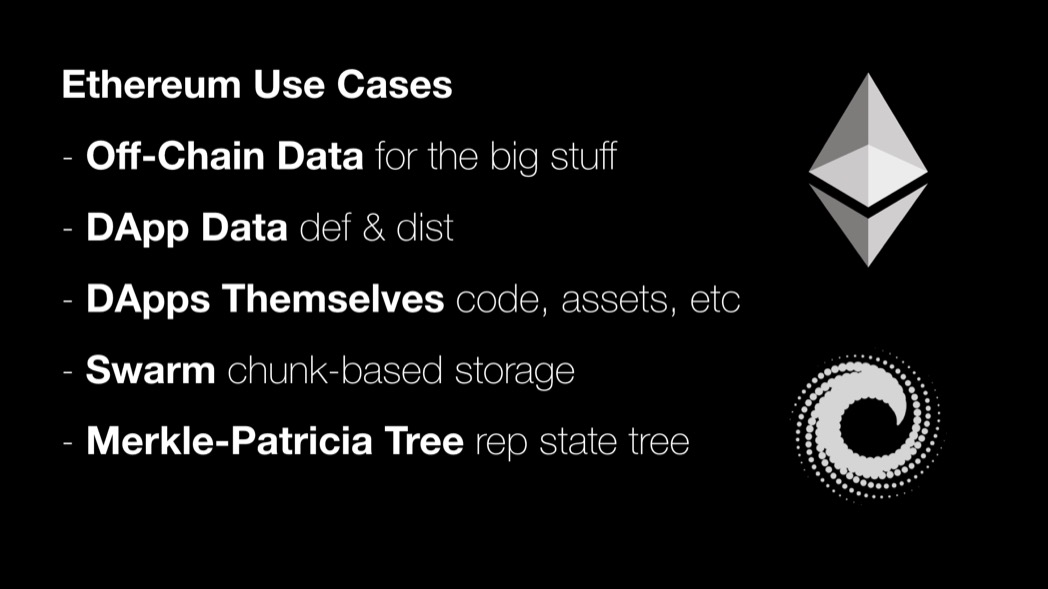 Ethereum Use Cases
- Off-Chain Data for the big stuff
- DApp Data def & dist
- DApps Themselves code, assets, etc
- Swarm chunk-based storage
- Merkle-Patricia Tree rep state tree